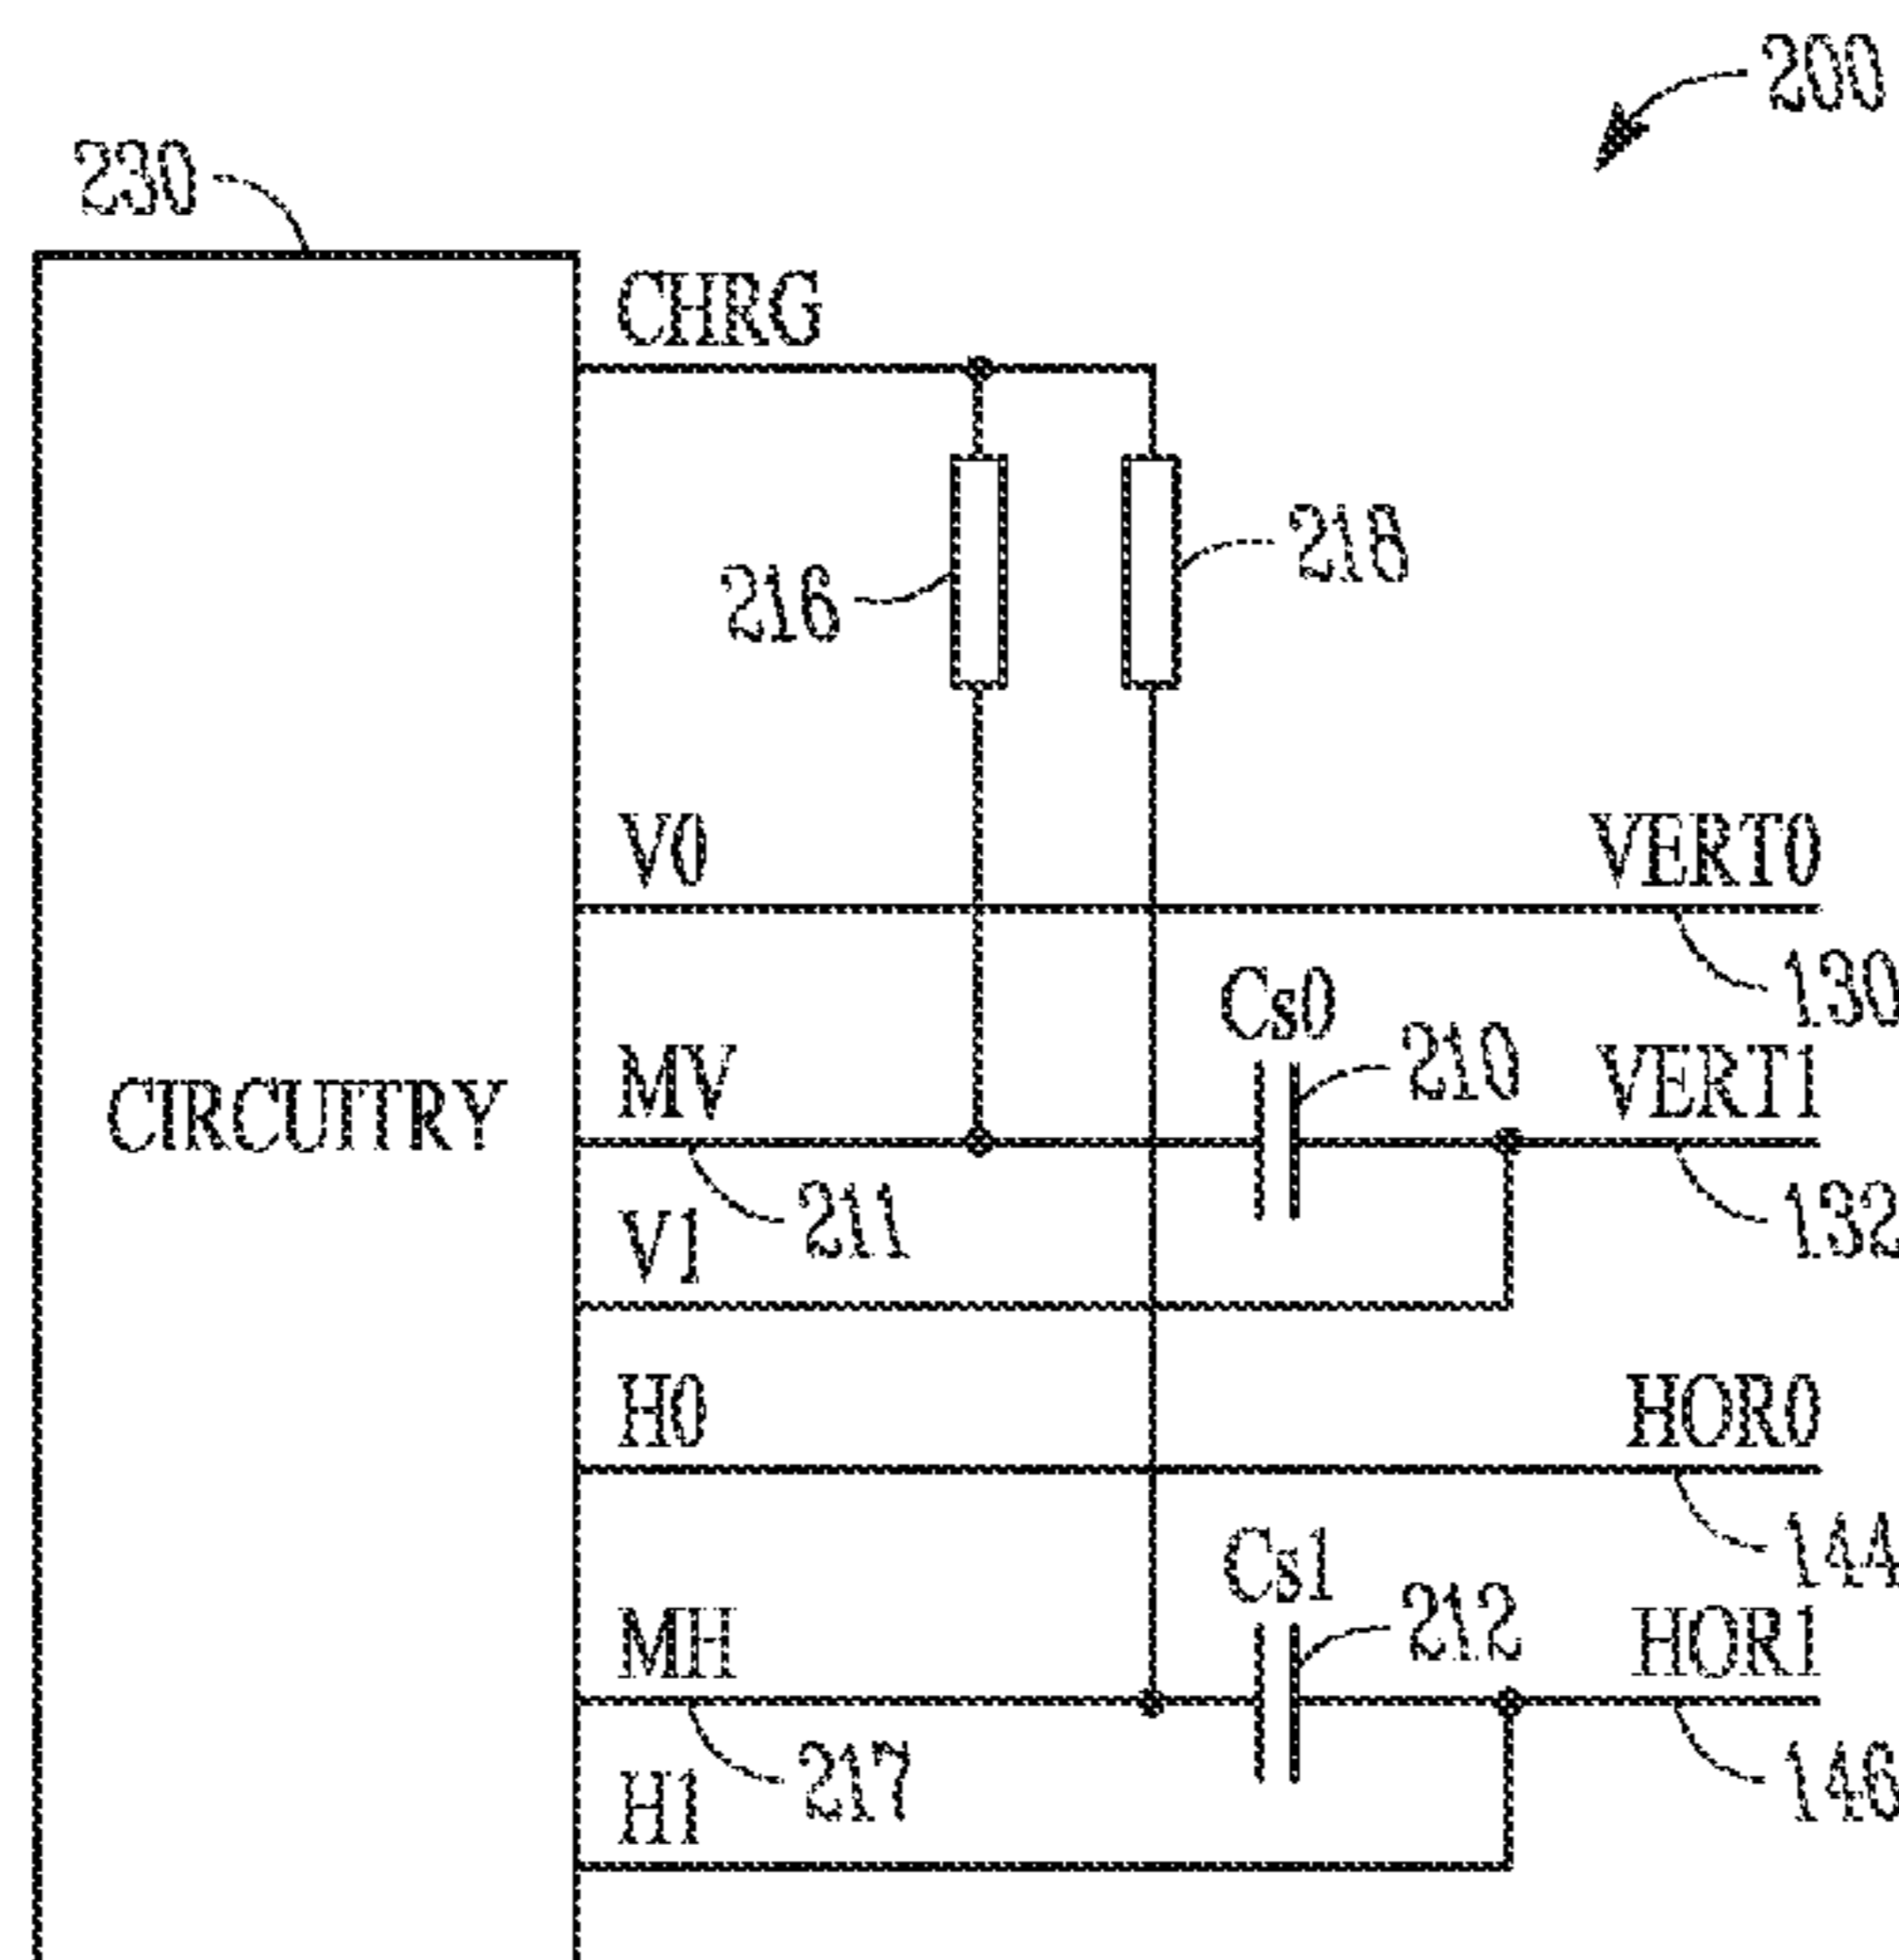 200
230
CHRG
218
216
V0 VERT0
130
Cs0
MV 210 VERT1
CIRCUITRY
211 132
V1
H0 HOR0
144
Cs1
MH 212 HOR1
217 146
H1